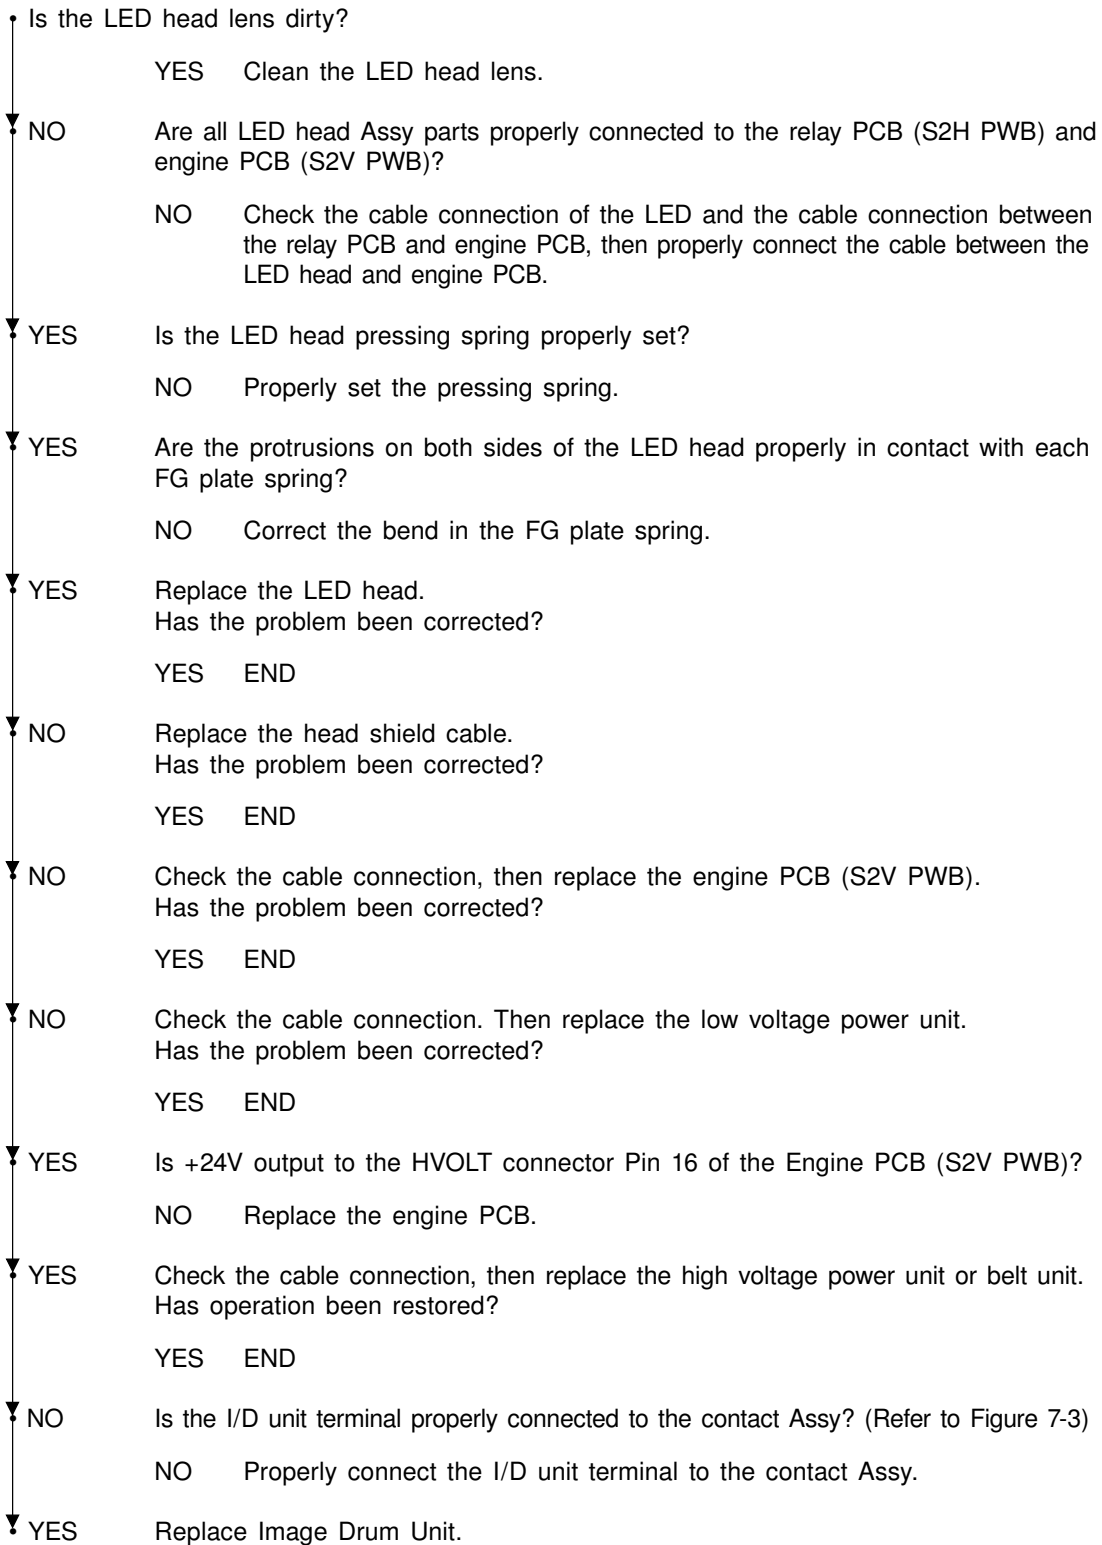 Is the LED head lens dirty?
YES Clean the LED head lens.
NO Are all LED head Assy parts properly connected to the relay PCB (S2H PWB) and
engine PCB (S2V PWB)?
NO Check the cable connection of the LED and the cable connection between
the relay PCB and engine PCB, then properly connect the cable between the
LED head and engine PCB.
YES Is the LED head pressing spring properly set?
NO Properly set the pressing spring.
YES Are the protrusions on both sides of the LED head properly in contact with each
FG plate spring?
NO Correct the bend in the FG plate spring.
YES Replace the LED head.
Has the problem been corrected?
YES END
NO Replace the head shield cable.
Has the problem been corrected?
YES END
NO Check the cable connection, then replace the engine PCB (S2V PWB).
Has the problem been corrected?
YES END
NO Check the cable connection. Then replace the low voltage power unit.
Has the problem been corrected?
YES END
YES Is +24V output to the HVOLT connector Pin 16 of the Engine PCB (S2V PWB)?
NO Replace the engine PCB.
YES Check the cable connection, then replace the high voltage power unit or belt unit.
Has operation been restored?
YES END
NO Is the I/D unit terminal properly connected to the contact Assy? (Refer to Figure 7-3)
NO Properly connect the I/D unit terminal to the contact Assy.
YES Replace Image Drum Unit.